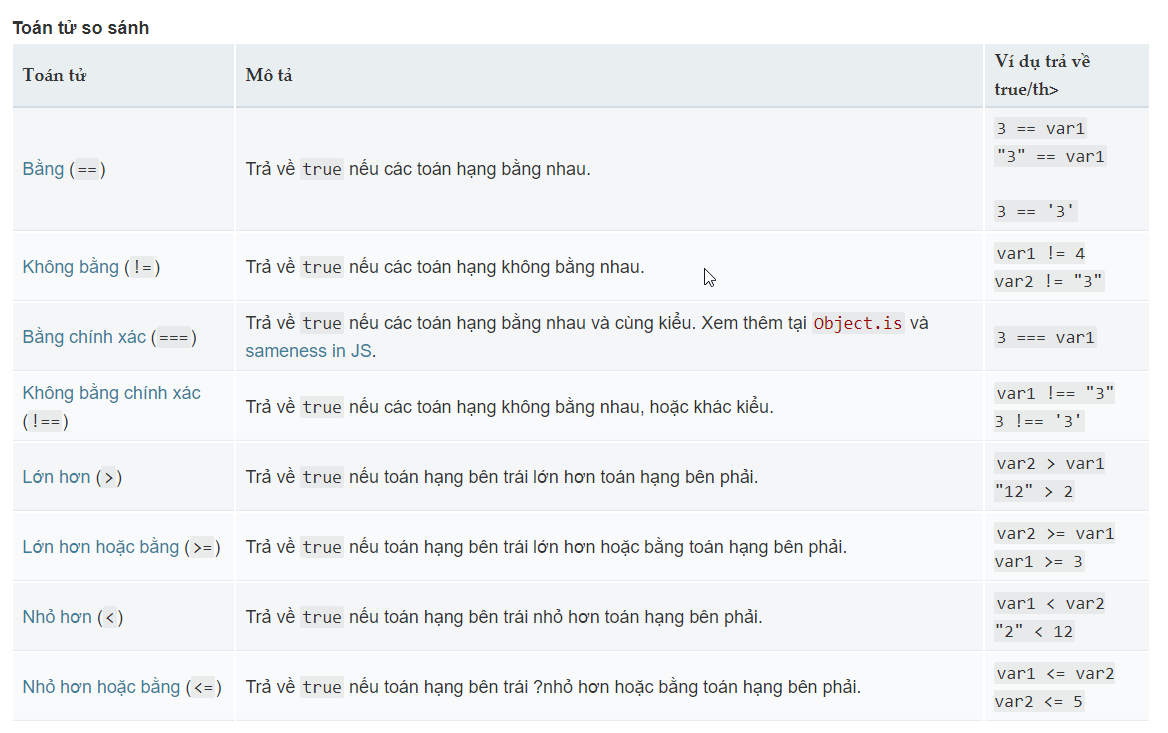 Toán tử so sánh
Toán tử
Mô tả
Ví dụ trả về
true/th>
Bằng (==)
Trả về true nếu các toán hạng bằng nhau.
3 == var1
"3" == var1
3 == '3'
Không bằng (!=)
Trả về true nếu các toán hạng không bằng nhau.
var1 != 4
var2 != "3"
Bằng chính xác (===)
Trả về true nếu các toán hạng bằng nhau và cùng kiểu. Xem thêm tại Object.is và
sameness in JS.
3 === var1
Không bằng chính xác
(!==)
Trả về true nếu các toán hạng không bằng nhau, hoặc khác kiểu.
var1 !== "3"
3 !== '3'
Lớn hơn (>)
Trả về true nếu toán hạng bên trái lớn hơn toán hạng bên phải.
var2 > var1
"12" > 2
Lớn hơn hoặc bằng (>=)
Trả về true nếu toán hạng bên trái lớn hơn hoặc bằng toán hạng bên phải.
var2 >= var1
var1 >= 3
Nhỏ hơn (<)
Trả về true nếu toán hạng bên trái nhỏ hơn toán hạng bên phải.
var1 < var2
"2" < 12
Nhỏ hơn hoặc bằng (<=)
Trả về true nếu toán hạng bên trái ?nhỏ hơn hoặc bằng toán hạng bên phải.
var1 <= var2
var2 <= 5